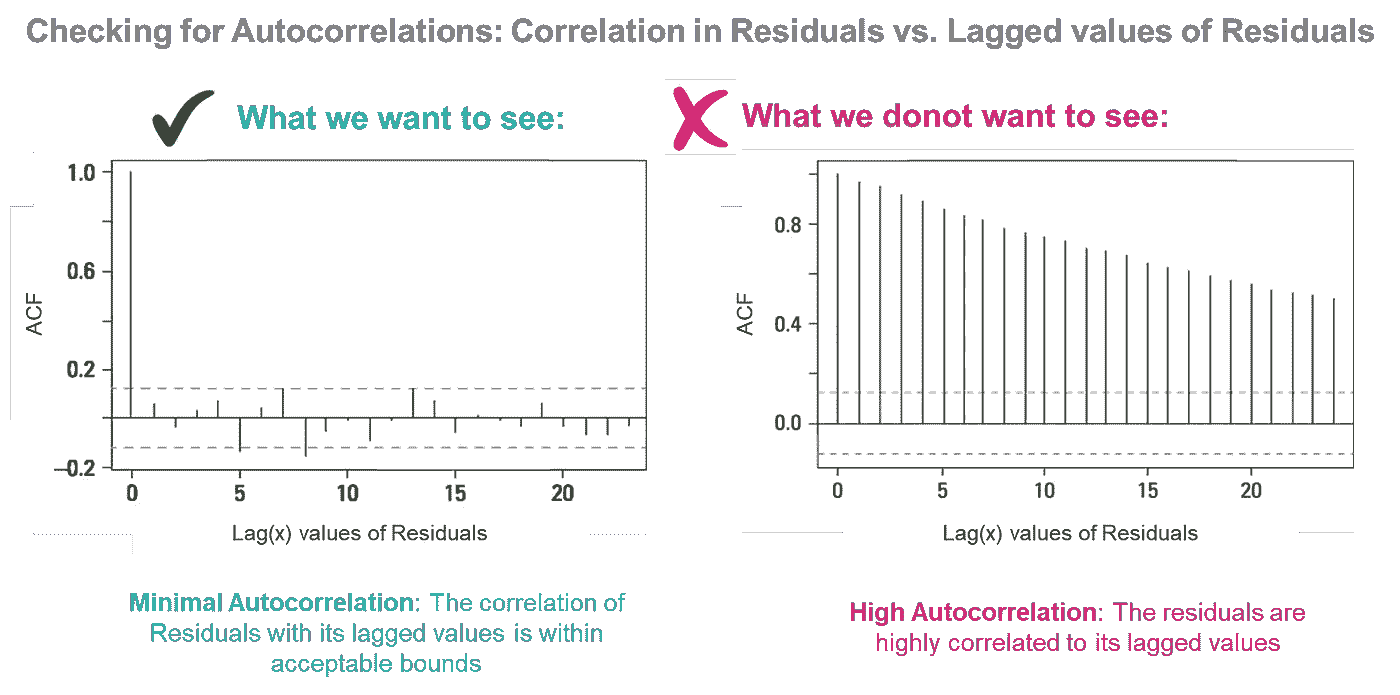 Checking for Autocorrelations: Correlation in Residuals vs. Lagged values of Residuals
What we want to see:
1.0
0.6
0.2
–0.2
ACF
0 5 10 15 20
Lag(x) values of Residuals
Minimal Autocorrelation: The correlation of
Residuals with its lagged values is within
acceptable bounds
What we donot want to see:
0.8
0.4
0.0
ACF
0 5 10 15 20
Lag(x) values of Residuals
High Autocorrelation: The residuals are
highly correlated to its lagged values